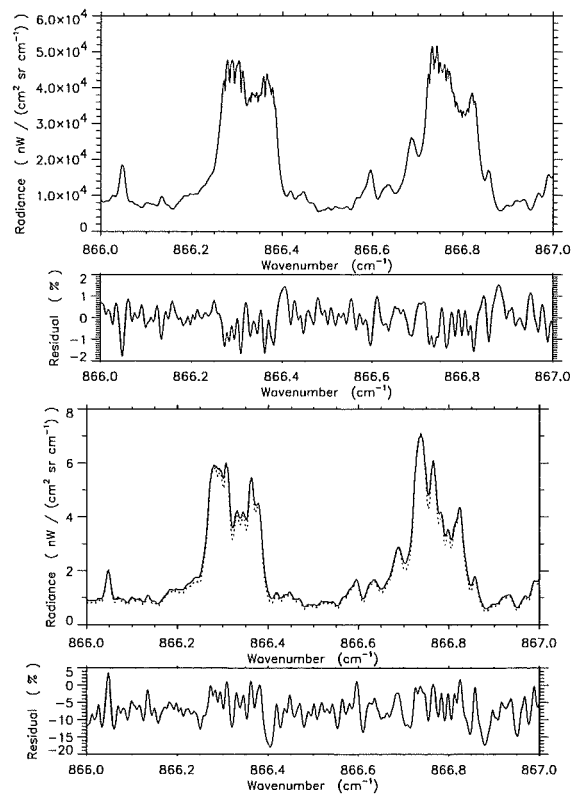 6.0×10⁴
5.0×10⁴
4.0×10⁴
3.0×10⁴
2.0×10⁴
1.0×10⁴
0
Radiance ( nW / (cm² sr cm⁻¹) )
866.0 866.2 866.4 866.6 866.8 867.0
Wavenumber (cm⁻¹)
2
1
0
-1
-2
Residual ( % )
866.0 866.2 866.4 866.6 866.8 867.0
Wavenumber (cm⁻¹)
8
6
4
2
0
Radiance ( nW / (cm² sr cm⁻¹) )
866.0 866.2 866.4 866.6 866.8 867.0
Wavenumber (cm⁻¹)
5
0
-5
-10
-15
-20
Residual ( % )
866.0 866.2 866.4 866.6 866.8 867.0
Wavenumber (cm⁻¹)